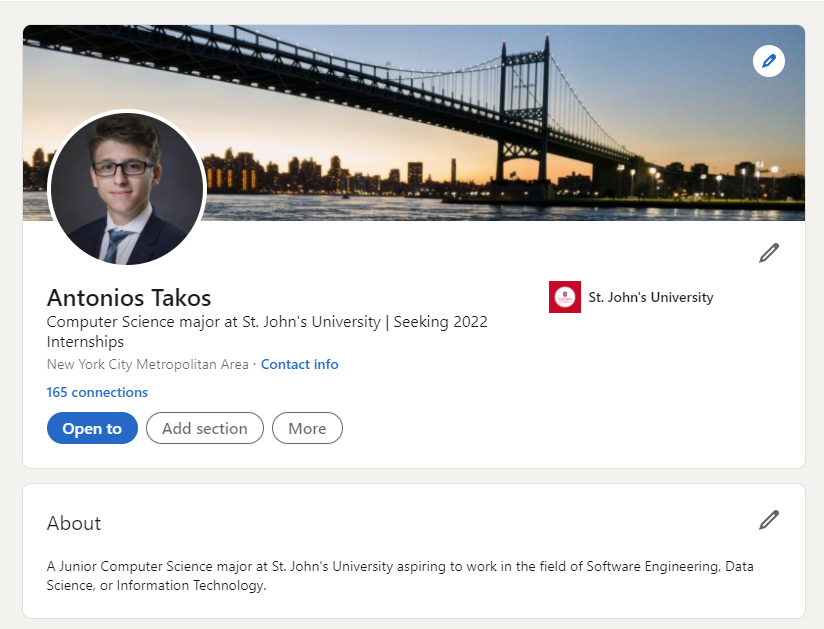 Antonios Takos
St. John's University
Computer Science major at St. John's University | Seeking 2022
Internships
New York City Metropolitan Area · Contact info
165 connections
Open to
Add section
More
About
A Junior Computer Science major at St. John's University aspiring to work in the field of Software Engineering, Data
Science, or Information Technology.